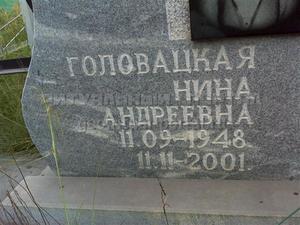 ГОЛОВАЦКАЯ
НИНА
АНДРЕЕВНА
11.09-1948.
11.11-2001.